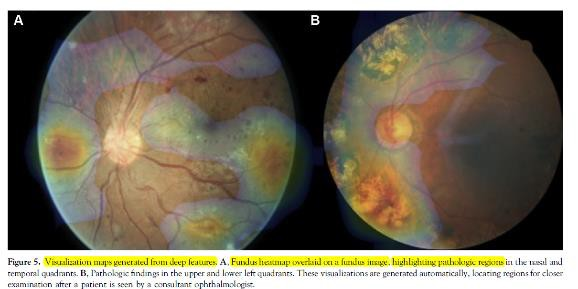 A
B
Figure 5. Visualization maps generated from deep features. A, Fundus heatmap overlaid on a fundus image, highlighting pathologic regions in the nasal and
temporal quadrants. B, Pathologic findings in the upper and lower left quadrants. These visualizations are generated automatically, locating regions for closer
examination after a patient is seen by a consultant ophthalmologist.